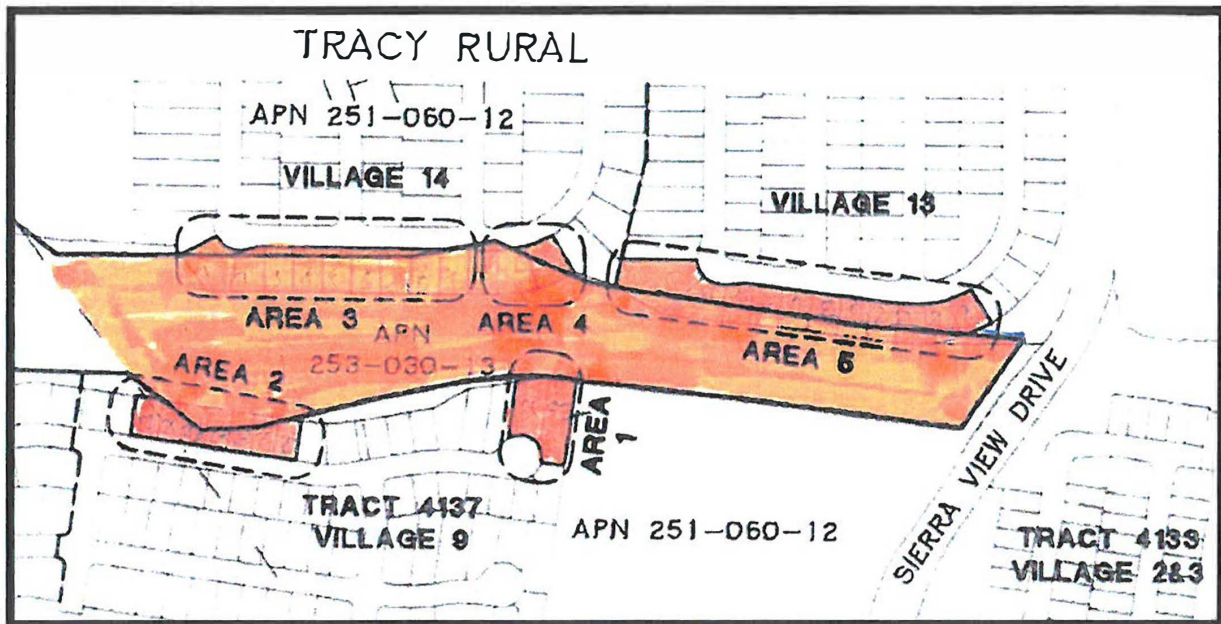 TRACY RURAL
APN 251-060-12
VILLAGE 14
VILLAGE 13
AREA 3
AREA 4
APN
253-030-13
AREA 5
AREA 2
AREA 1
TRACT 4137
VILLAGE 9
APN 251-060-12
SIERRA VIEW DRIVE
TRACT 4138
VILLAGE 2&3